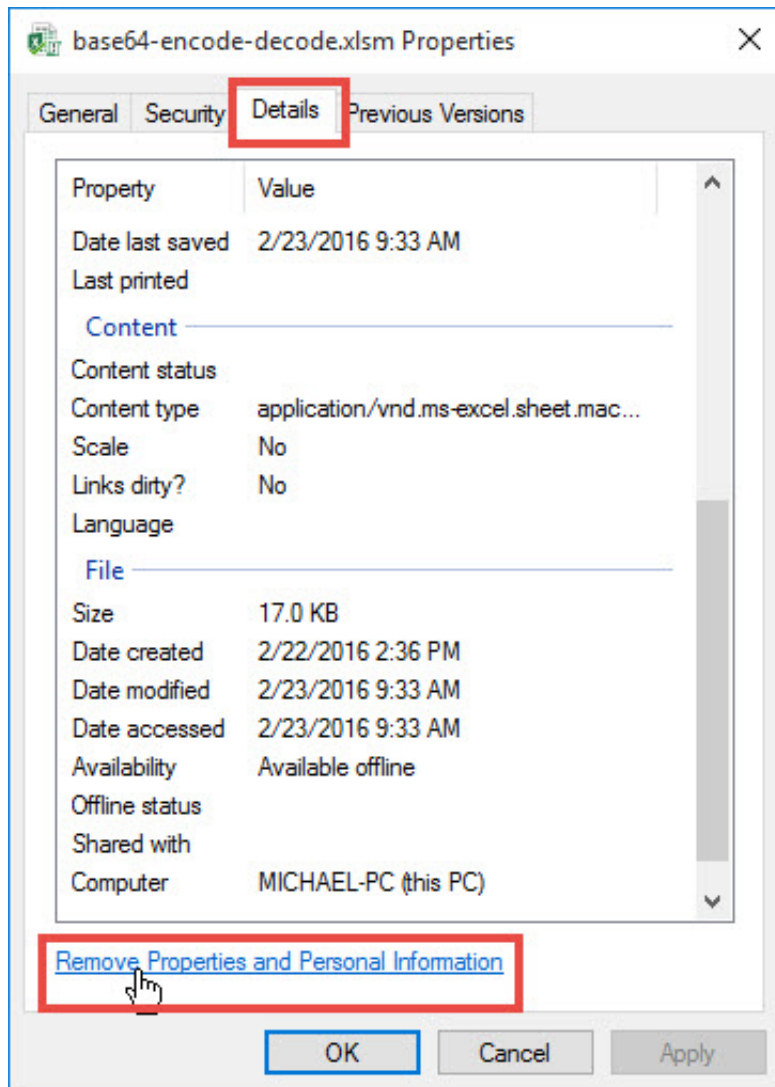 base64-encode-decode.xlsm Properties
General Security Details Previous Versions
Property Value
Date last saved 2/23/2016 9:33 AM
Last printed
Content
Content status
Content type application/vnd.ms-excel.sheet.mac...
Scale No
Links dirty? No
Language
File
Size 17.0 KB
Date created 2/22/2016 2:36 PM
Date modified 2/23/2016 9:33 AM
Date accessed 2/23/2016 9:33 AM
Availability Available offline
Offline status
Shared with
Computer MICHAEL-PC (this PC)
Remove Properties and Personal Information
OK Cancel Apply